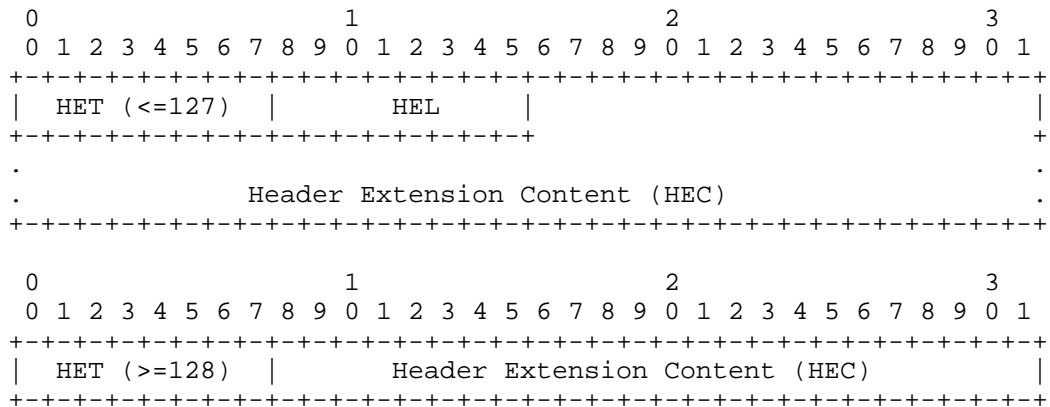 0                   1                   2                   3
 0 1 2 3 4 5 6 7 8 9 0 1 2 3 4 5 6 7 8 9 0 1 2 3 4 5 6 7 8 9 0 1
+-+-+-+-+-+-+-+-+-+-+-+-+-+-+-+-+-+-+-+-+-+-+-+-+-+-+-+-+-+-+-+-+
|  HET (<=127)  |       HEL     |                               |
+-+-+-+-+-+-+-+-+-+-+-+-+-+-+-+-+                               +
.                                                               .
.              Header Extension Content (HEC)                   .
+-+-+-+-+-+-+-+-+-+-+-+-+-+-+-+-+-+-+-+-+-+-+-+-+-+-+-+-+-+-+-+-+
 0                   1                   2                   3
 0 1 2 3 4 5 6 7 8 9 0 1 2 3 4 5 6 7 8 9 0 1 2 3 4 5 6 7 8 9 0 1
+-+-+-+-+-+-+-+-+-+-+-+-+-+-+-+-+-+-+-+-+-+-+-+-+-+-+-+-+-+-+-+-+
|  HET (>=128)  |       Header Extension Content (HEC)          |
+-+-+-+-+-+-+-+-+-+-+-+-+-+-+-+-+-+-+-+-+-+-+-+-+-+-+-+-+-+-+-+-+